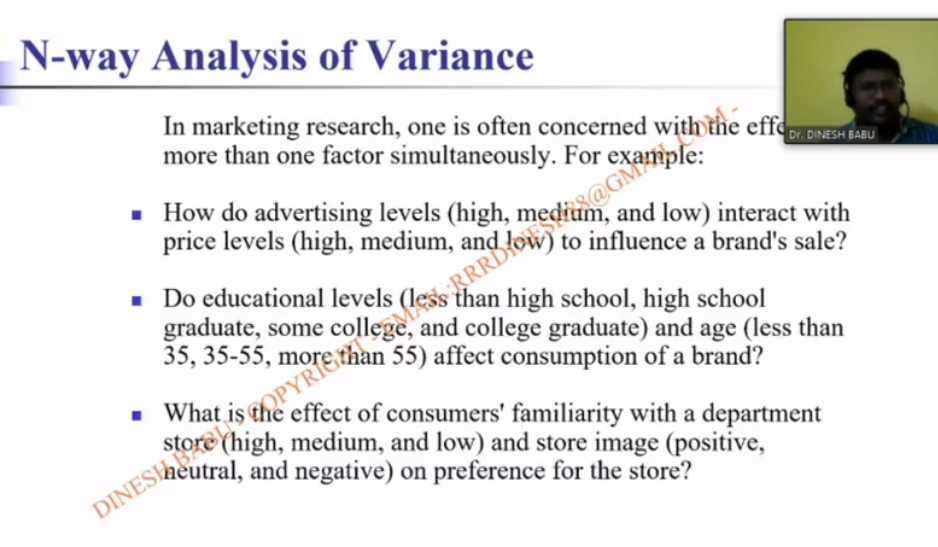 N-way Analysis of Variance
In marketing research, one is often concerned with the effe
more than one factor simultaneously. For example:
How do advertising levels (high, medium, and low) interact with
price levels (high, medium, and low) to influence a brand's sale?
Do educational levels (less than high school, high school
graduate, some college, and college graduate) and age (less than
35, 35-55, more than 55) affect consumption of a brand?
What is the effect of consumers' familiarity with a department
store (high, medium, and low) and store image (positive,
neutral, and negative) on preference for the store?
Dr. DINESH BABU
DINESH BABU - COPYRIGHT - EMAIL:RRRDINESH88@GMAIL.COM -